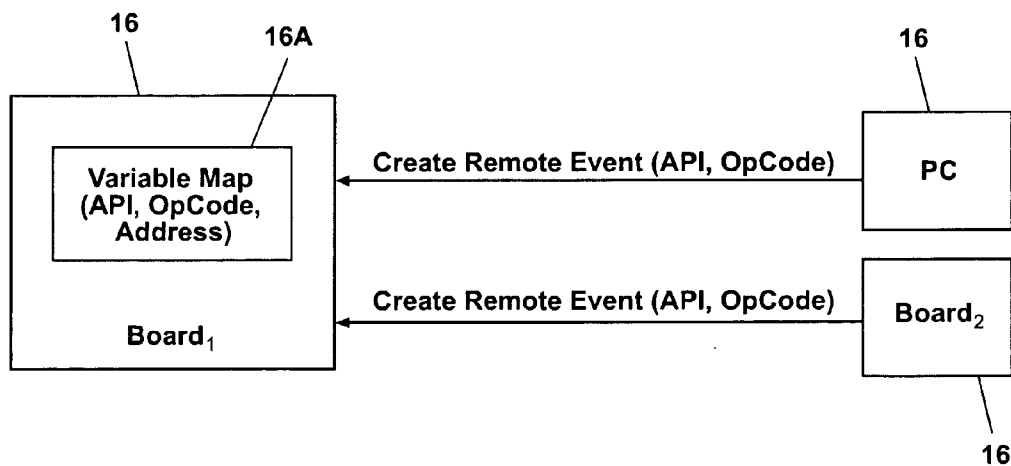 16
16A
16
Variable Map
(API, OpCode,
Address)
Board₁
Create Remote Event (API, OpCode)
PC
Create Remote Event (API, OpCode)
Board₂
16